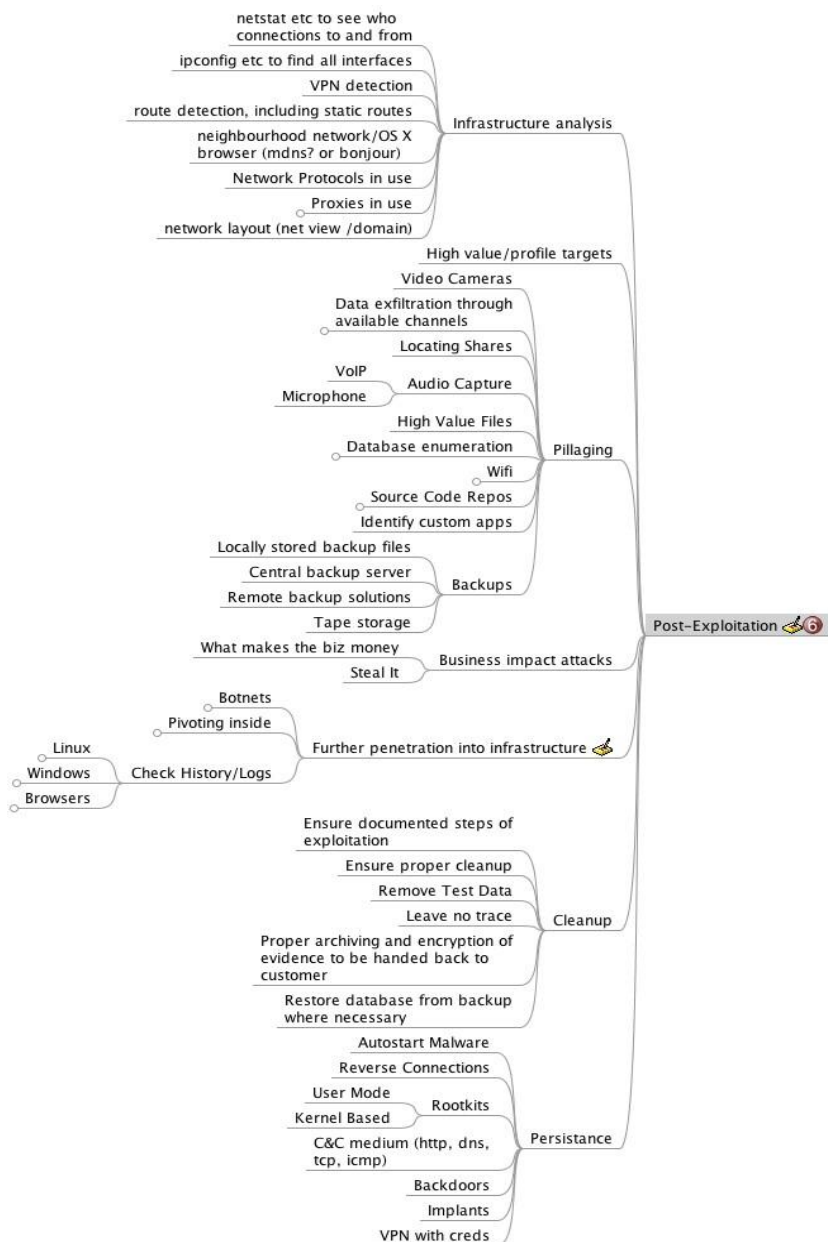 netstat etc to see who
connections to and from
ipconfig etc to find all interfaces
VPN detection
route detection, including static routes
neighbourhood network/OS X
browser (mdns? or bonjour)
Network Protocols in use
Proxies in use
network layout (net view /domain)
Infrastructure analysis
High value/profile targets
Video Cameras
Data exfiltration through
available channels
Locating Shares
VoIP
Microphone
Audio Capture
High Value Files
Database enumeration
Wifi
Source Code Repos
Identify custom apps
Locally stored backup files
Central backup server
Remote backup solutions
Tape storage
Backups
Pillaging
What makes the biz money
Steal It
Business impact attacks
Botnets
Pivoting inside
Linux
Windows
Browsers
Check History/Logs
Further penetration into infrastructure
Ensure documented steps of
exploitation
Ensure proper cleanup
Remove Test Data
Leave no trace
Proper archiving and encryption of
evidence to be handed back to
customer
Restore database from backup
where necessary
Cleanup
Autostart Malware
Reverse Connections
User Mode
Kernel Based
Rootkits
C&C medium (http, dns,
tcp, icmp)
Backdoors
Implants
VPN with creds
Persistance
Post-Exploitation 6